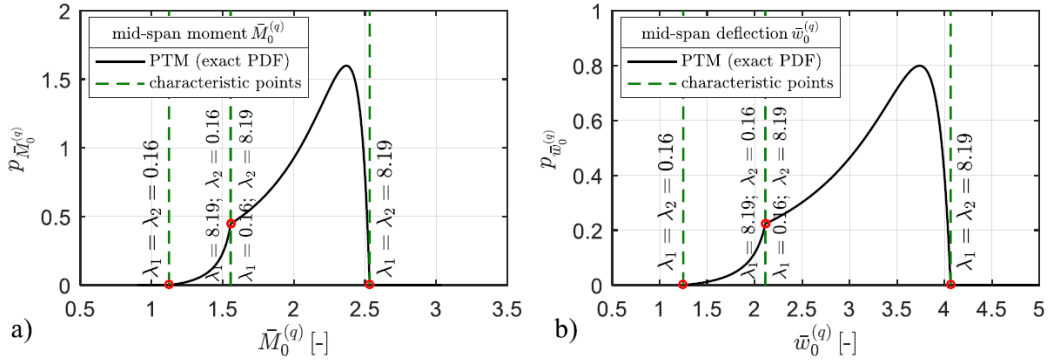 mid-span moment M̄₀⁽q⁾
PTM (exact PDF)
characteristic points
λ₁ = λ₂ = 0.16
λ₁ = 8.19; λ₂ = 0.16
λ₁ = 0.16; λ₂ = 8.19
λ₁ = λ₂ = 8.19
p_M̄₀⁽q⁾
0
0.5
1
1.5
2
0.5
1
1.5
2
2.5
3
3.5
M̄₀⁽q⁾ [-]
a)
mid-span deflection w̄₀⁽q⁾
PTM (exact PDF)
characteristic points
λ₁ = λ₂ = 0.16
λ₁ = 8.19; λ₂ = 0.16
λ₁ = 0.16; λ₂ = 8.19
λ₁ = λ₂ = 8.19
p_w̄₀⁽q⁾
0
0.2
0.4
0.6
0.8
1
0.5
1
1.5
2
2.5
3
3.5
4
4.5
5
w̄₀⁽q⁾ [-]
b)